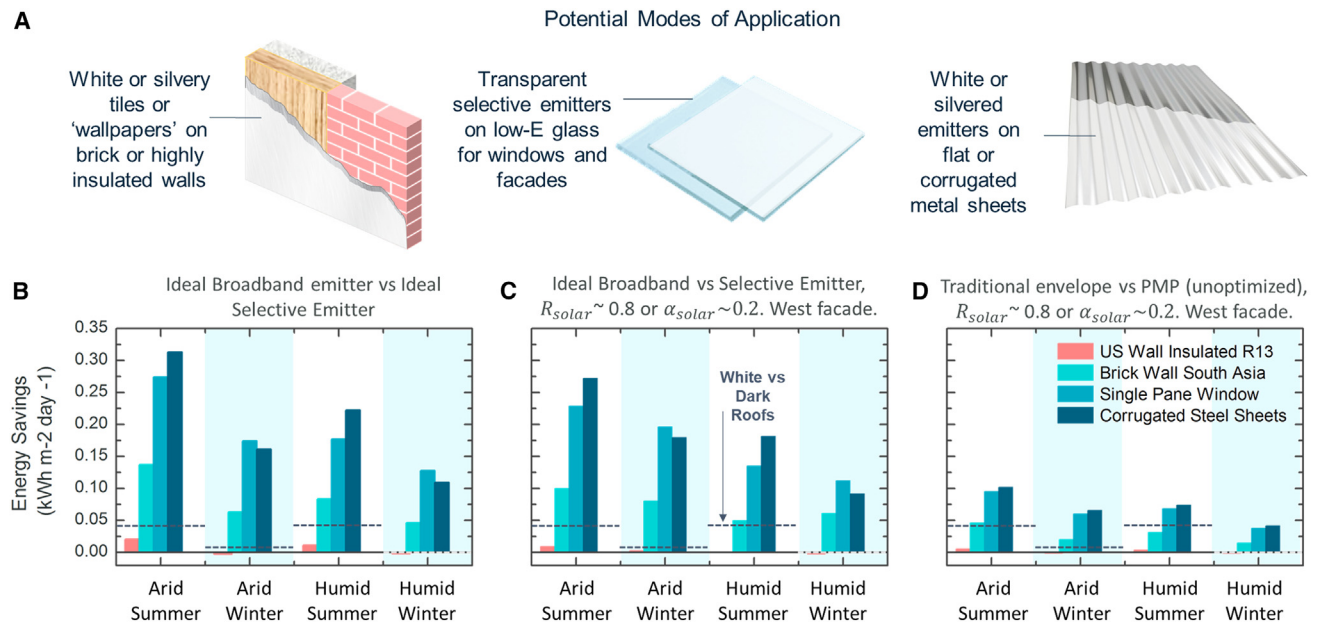 A
Potential Modes of Application
White or silvery
tiles or
‘wallpapers’ on
brick or highly
insulated walls
Transparent
selective emitters
on low-E glass
for windows and
facades
White or
silvered
emitters on
flat or
corrugated
metal sheets
B
Ideal Broadband emitter vs Ideal
Selective Emitter
Energy Savings
(kWh m-2 day -1)
0.35
0.30
0.25
0.20
0.15
0.10
0.05
0.00
Arid
Summer
Arid
Winter
Humid
Summer
Humid
Winter
C
Ideal Broadband vs Selective Emitter,
R_solar~ 0.8 or α_solar~0.2. West facade.
White vs
Dark
Roofs
Arid
Summer
Arid
Winter
Humid
Summer
Humid
Winter
D
Traditional envelope vs PMP (unoptimized),
R_solar~ 0.8 or α_solar~0.2. West facade.
US Wall Insulated R13
Brick Wall South Asia
Single Pane Window
Corrugated Steel Sheets
Arid
Summer
Arid
Winter
Humid
Summer
Humid
Winter